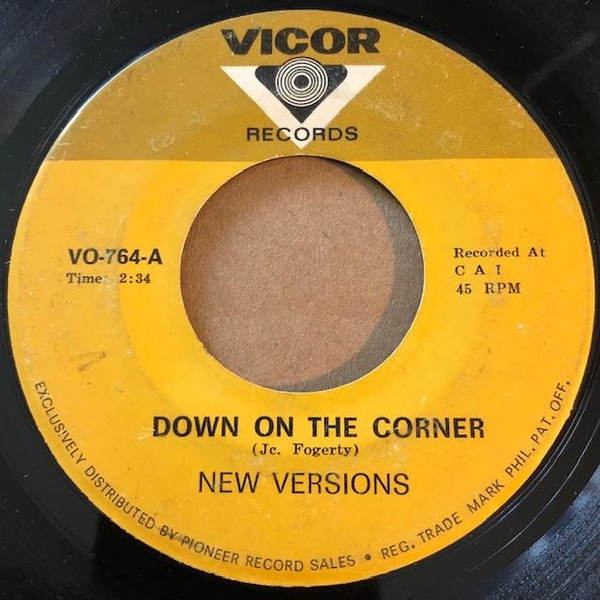 VICOR
RECORDS
VO-764-A
Time: 2:34
Recorded At
C A I
45 RPM
DOWN ON THE CORNER
(Jc. Fogerty)
NEW VERSIONS
EXCLUSIVELY DISTRIBUTED BY PIONEER RECORD SALES • REG. TRADE MARK PHIL. PAT. OFF.